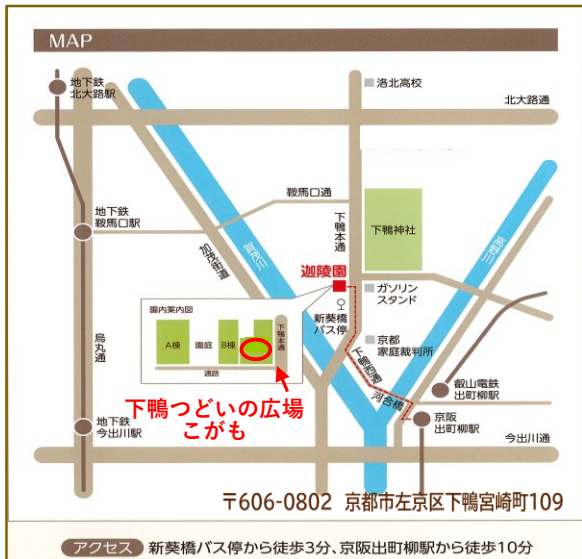 MAP
地下鉄
北大路駅
洛北高校
北大路通
鞍馬口通
地下鉄
鞍馬口駅
加茂街道
賀茂川
下鴨本通
下鴨神社
高野川
迦陵園
ガソリン
スタンド
新葵橋
バス停
園内案内図
A棟
園庭
B棟
下鴨本通
通路
京都
家庭裁判所
下鴨西通
烏丸通
叡山電鉄
出町柳駅
河合橋
下鴨つどいの広場
こがも
地下鉄
今出川駅
京阪
出町柳駅
今出川通
〒606-0802 京都市左京区下鴨宮崎町109
アクセス 新葵橋バス停から徒歩3分、京阪出町柳駅から徒歩10分